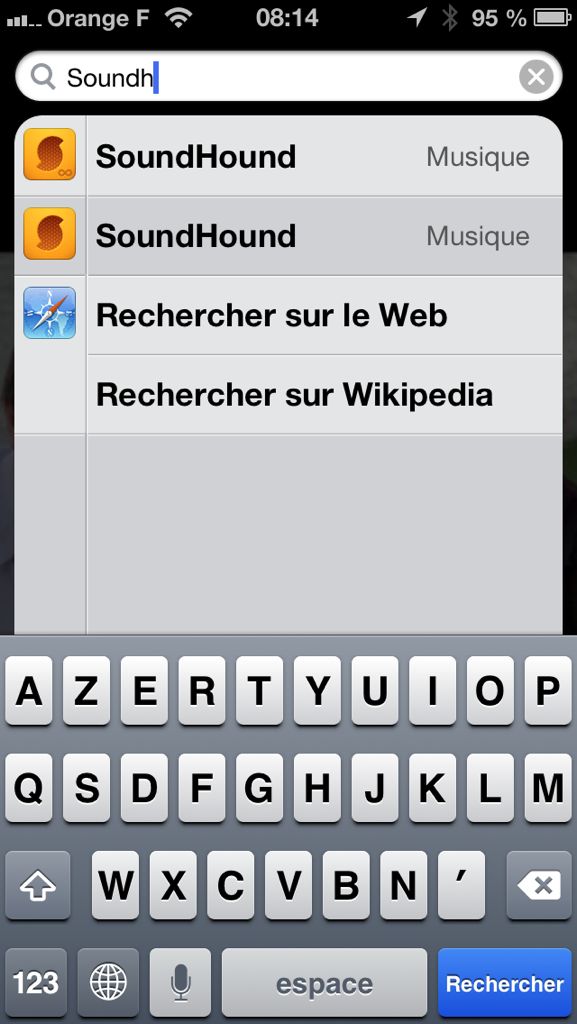 Orange F 08:14 95 %
Soundh
SoundHound Musique
SoundHound Musique
Rechercher sur le Web
Rechercher sur Wikipedia
A Z E R T Y U I O P
Q S D F G H J K L M
W X C V B N ′
123 espace Rechercher